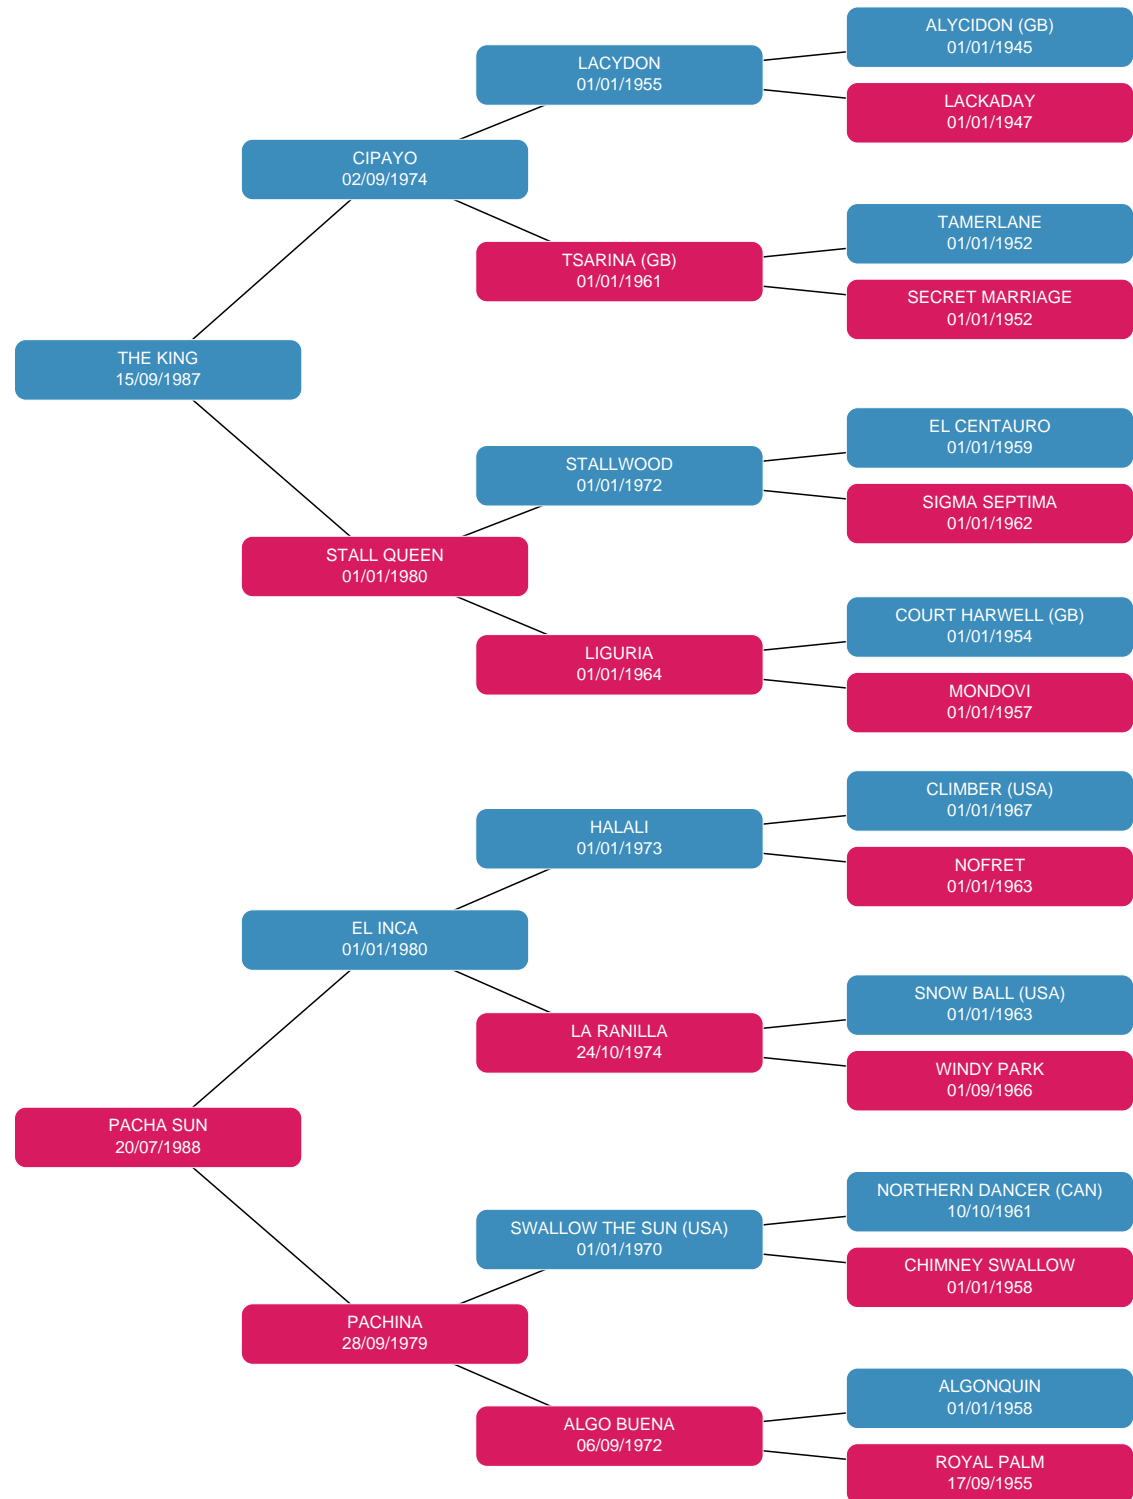 ALYCIDON (GB)
01/01/1945
LACYDON
01/01/1955
LACKADAY
01/01/1947
CIPAYO
02/09/1974
TAMERLANE
01/01/1952
TSARINA (GB)
01/01/1961
SECRET MARRIAGE
01/01/1952
THE KING
15/09/1987
EL CENTAURO
01/01/1959
STALLWOOD
01/01/1972
SIGMA SEPTIMA
01/01/1962
STALL QUEEN
01/01/1980
COURT HARWELL (GB)
01/01/1954
LIGURIA
01/01/1964
MONDOVI
01/01/1957
CLIMBER (USA)
01/01/1967
HALALI
01/01/1973
NOFRET
01/01/1963
EL INCA
01/01/1980
SNOW BALL (USA)
01/01/1963
LA RANILLA
24/10/1974
WINDY PARK
01/09/1966
PACHA SUN
20/07/1988
NORTHERN DANCER (CAN)
10/10/1961
SWALLOW THE SUN (USA)
01/01/1970
CHIMNEY SWALLOW
01/01/1958
PACHINA
28/09/1979
ALGONQUIN
01/01/1958
ALGO BUENA
06/09/1972
ROYAL PALM
17/09/1955